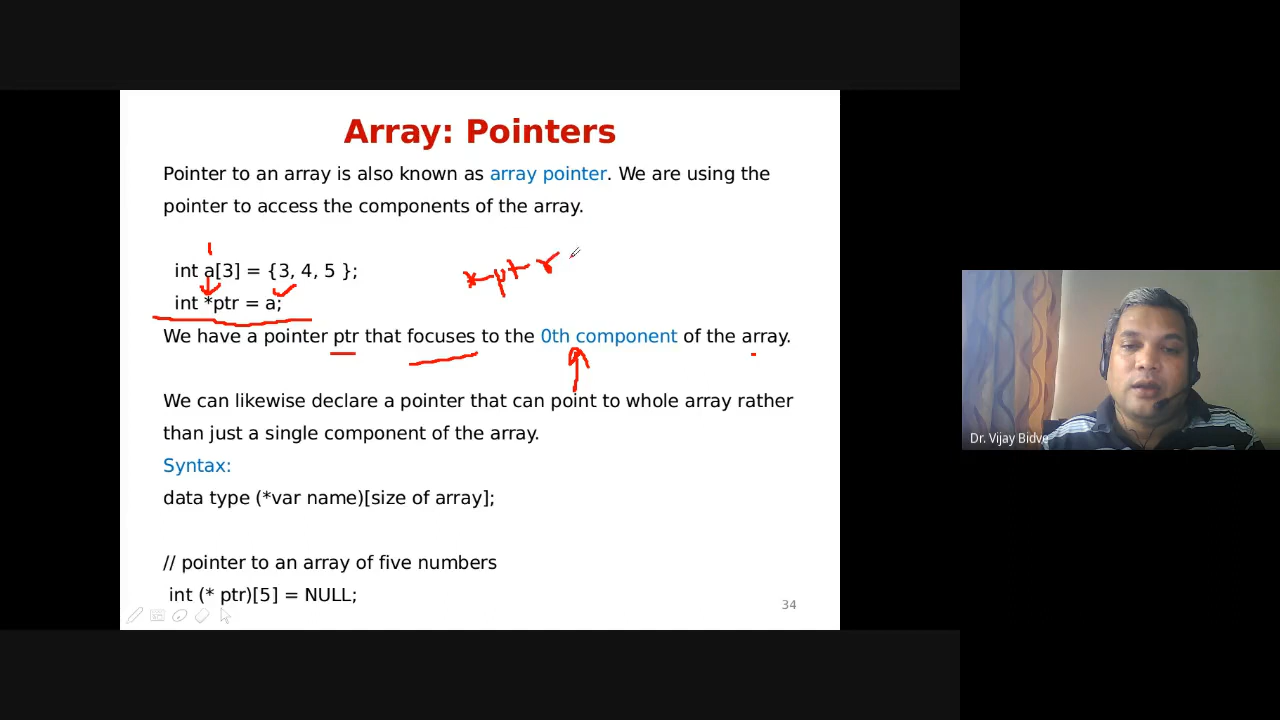 Array: Pointers
Pointer to an array is also known as array pointer. We are using the
pointer to access the components of the array.
int a[3] = {3, 4, 5 };
*ptr
int *ptr = a;
We have a pointer ptr that focuses to the 0th component of the array.
We can likewise declare a pointer that can point to whole array rather
than just a single component of the array.
Syntax:
data type (*var name)[size of array];
// pointer to an array of five numbers
int (* ptr)[5] = NULL;
34
Dr. Vijay Bidve